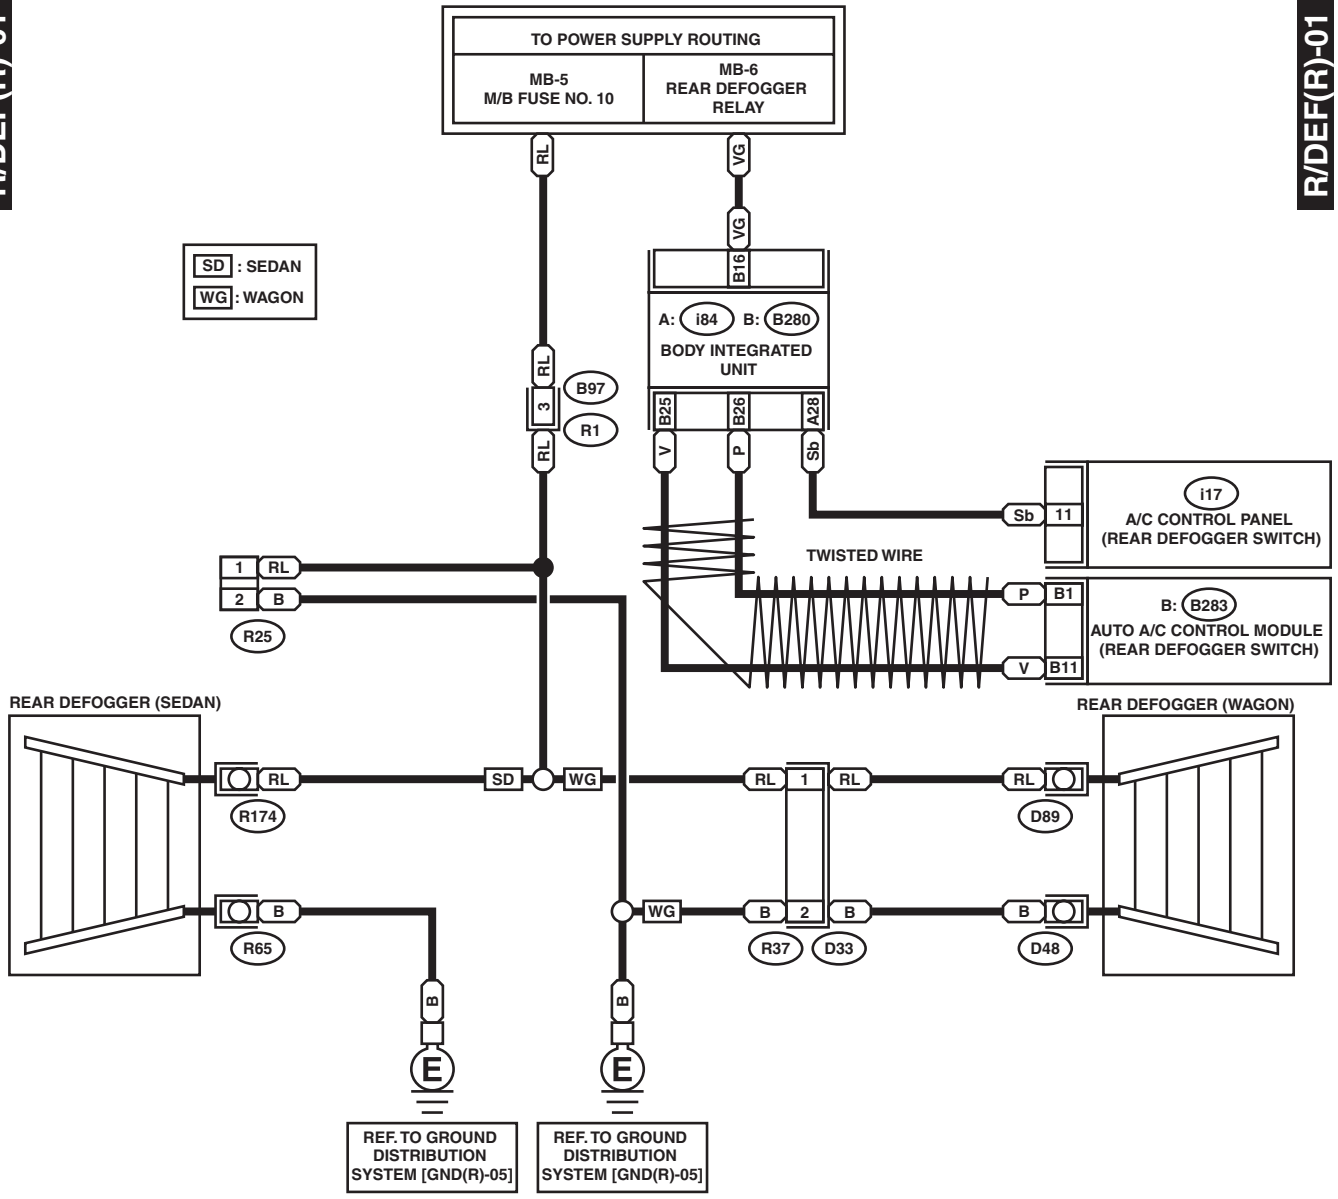 R/DEF(R)-01
R/DEF(R)-01
TO POWER SUPPLY ROUTING
MB-5
M/B FUSE NO. 10
MB-6
REAR DEFOGGER
RELAY
RL
VG
VG
B16
SD : SEDAN
WG : WAGON
A: i84 B: B280
BODY INTEGRATED
UNIT
RL
3
B97
R1
RL
B25
B26
A28
V
P
Sb
Sb 11
i17
A/C CONTROL PANEL
(REAR DEFOGGER SWITCH)
TWISTED WIRE
1 RL
2 B
R25
P B1
B: B283
AUTO A/C CONTROL MODULE
(REAR DEFOGGER SWITCH)
V B11
REAR DEFOGGER (SEDAN)
REAR DEFOGGER (WAGON)
RL
SD
WG
RL 1 RL
RL
R174
D89
B
WG
B 2 B
B
R65
R37
D33
D48
B
B
E
E
REF. TO GROUND
DISTRIBUTION
SYSTEM [GND(R)-05]
REF. TO GROUND
DISTRIBUTION
SYSTEM [GND(R)-05]